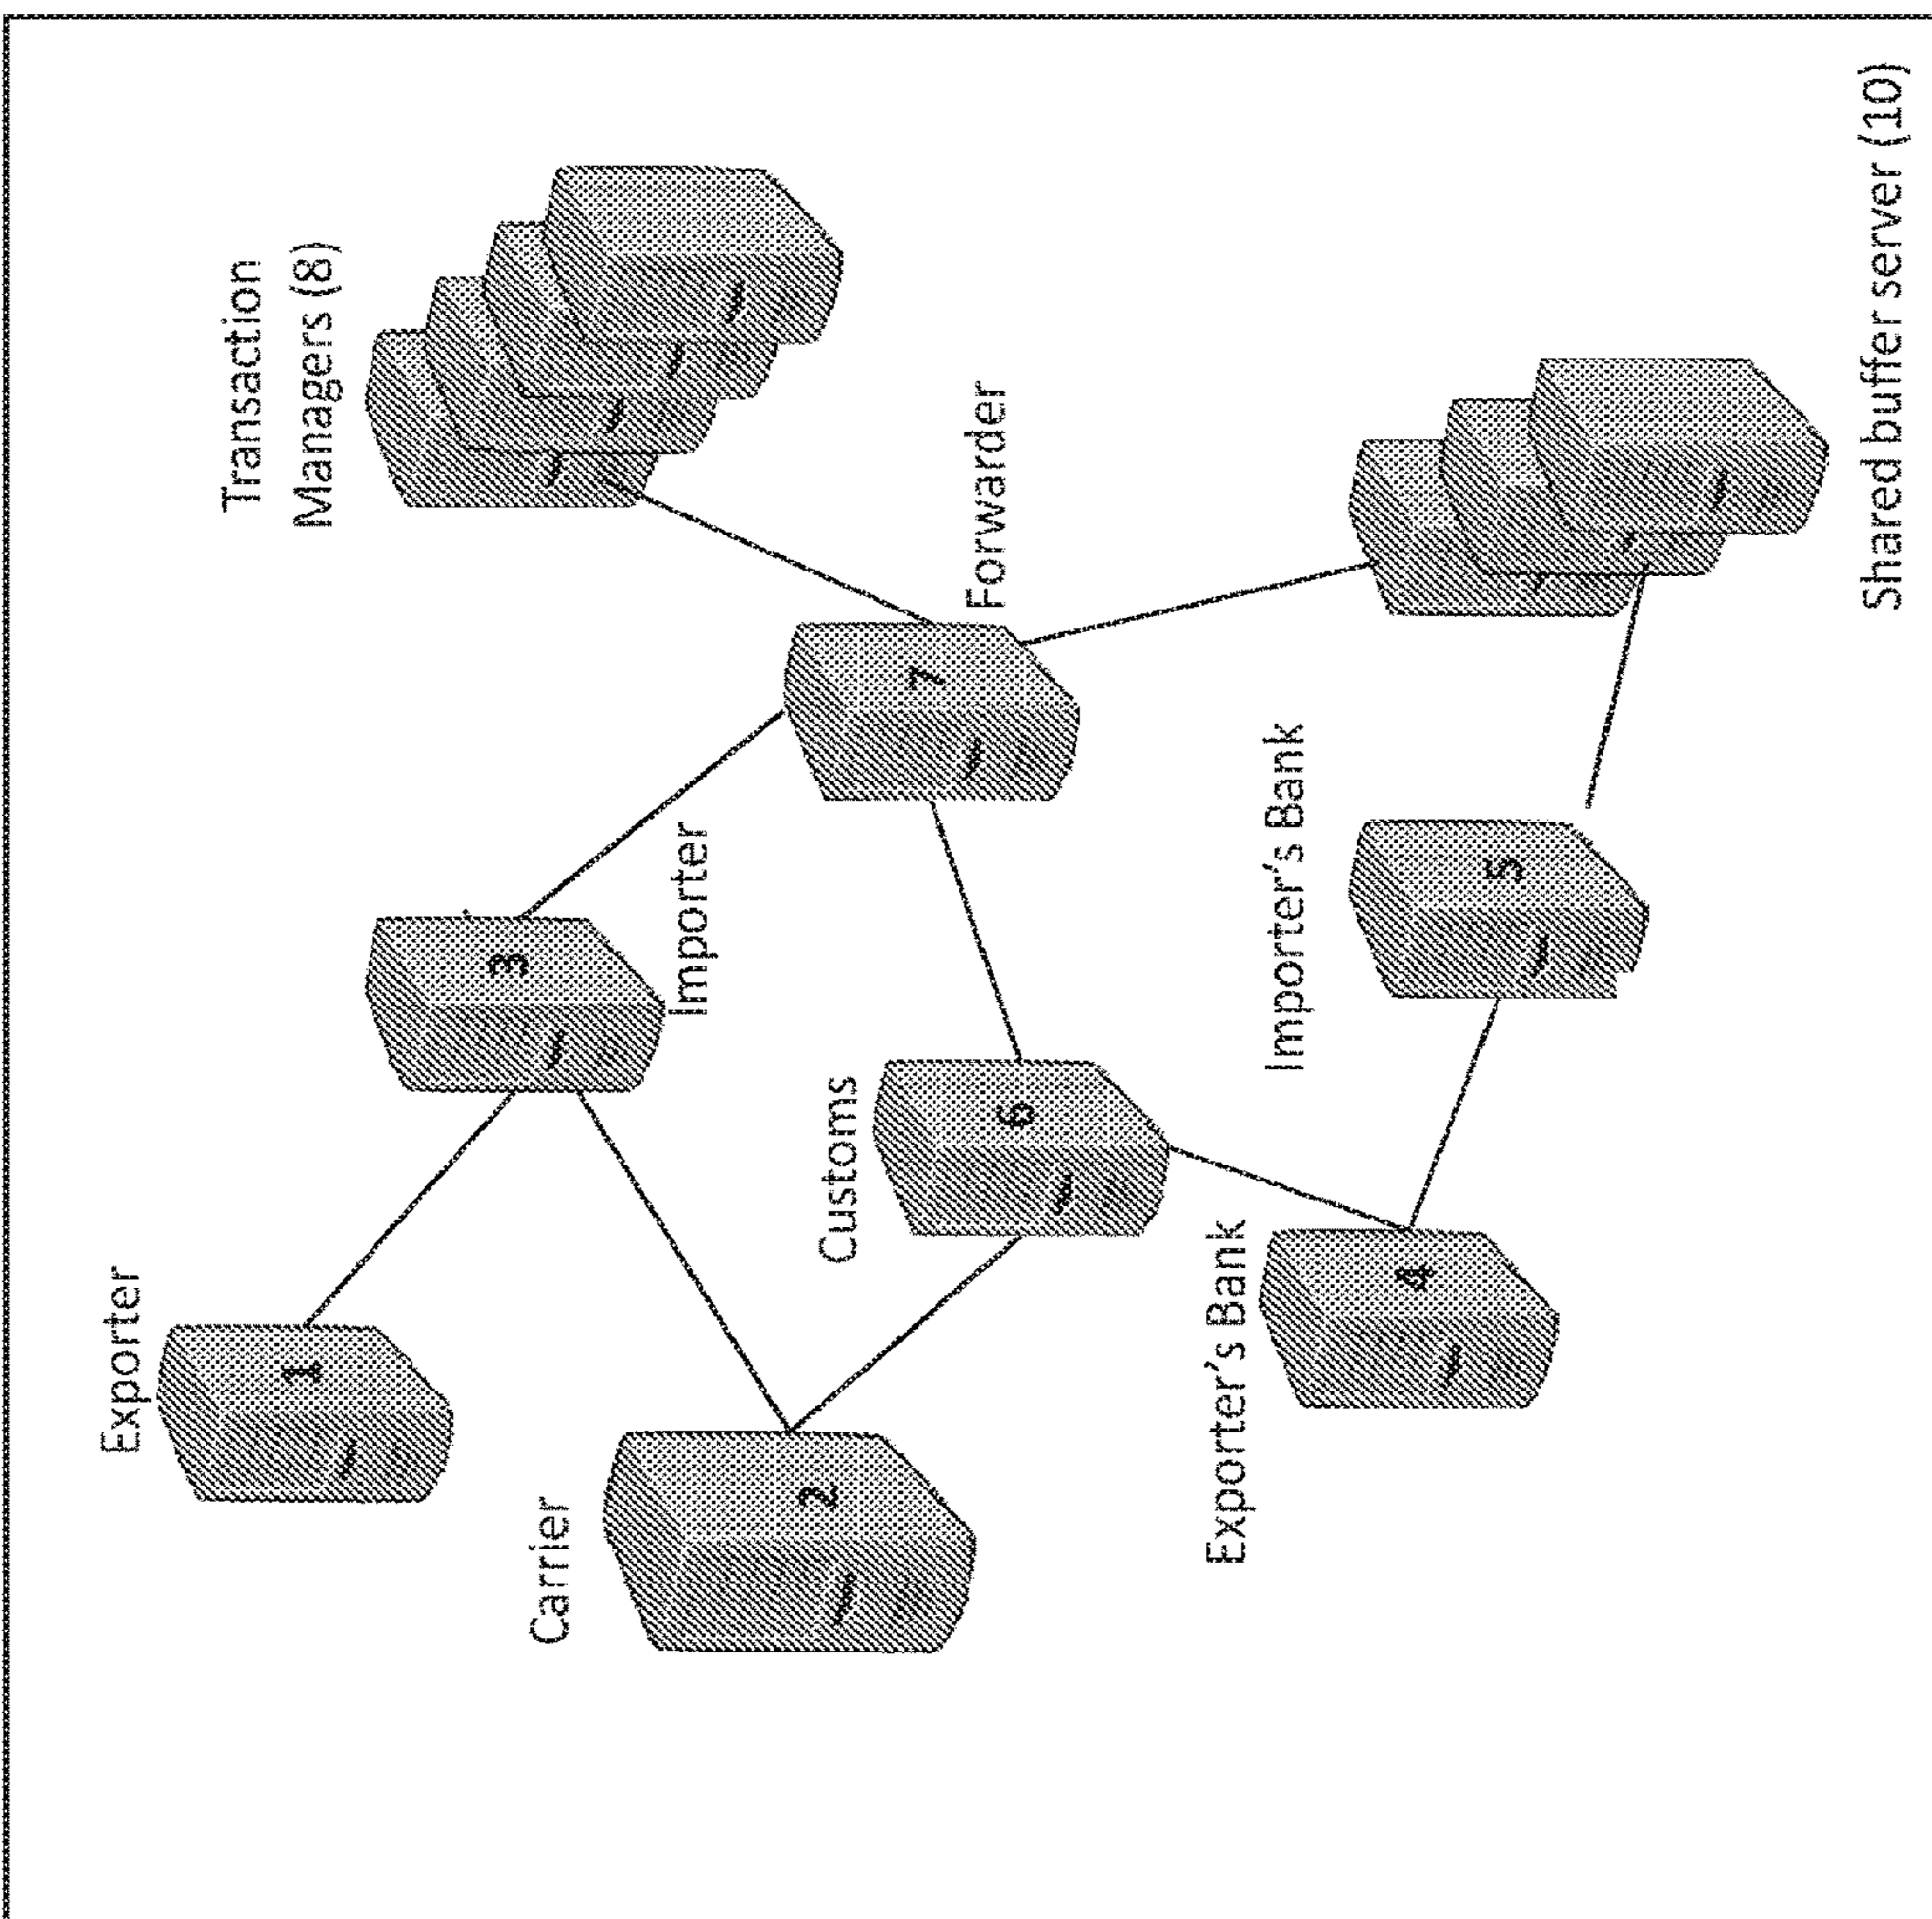 Exporter
1
Carrier
2
Importer
3
Customs
6
Exporter's Bank
4
Importer's Bank
5
Forwarder
7
Transaction
Managers (8)
Shared buffer server (10)